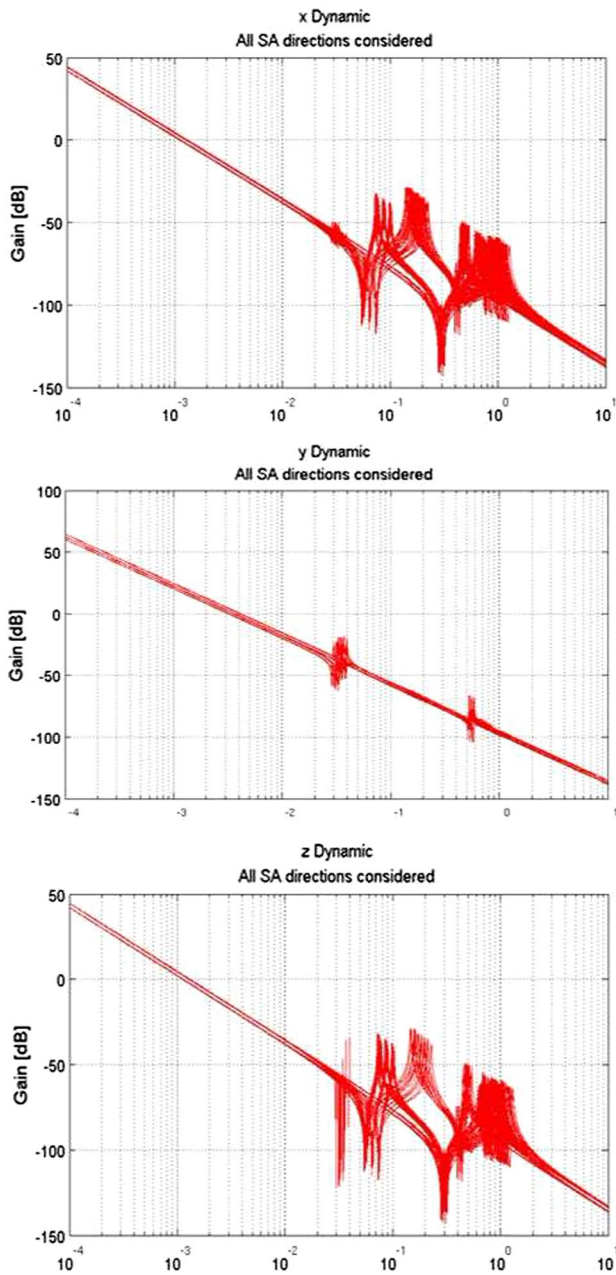 x Dynamic
All SA directions considered
50
0
-50
-100
-150
Gain [dB]
10^-4 10^-3 10^-2 10^-1 10^0 10^1
y Dynamic
All SA directions considered
100
50
0
-50
-100
-150
Gain [dB]
-4 -3 -2 -1 0 1
z Dynamic
All SA directions considered
50
0
-50
-100
-150
Gain [dB]
10^-4 10^-3 10^-2 10^-1 10^0 10^1